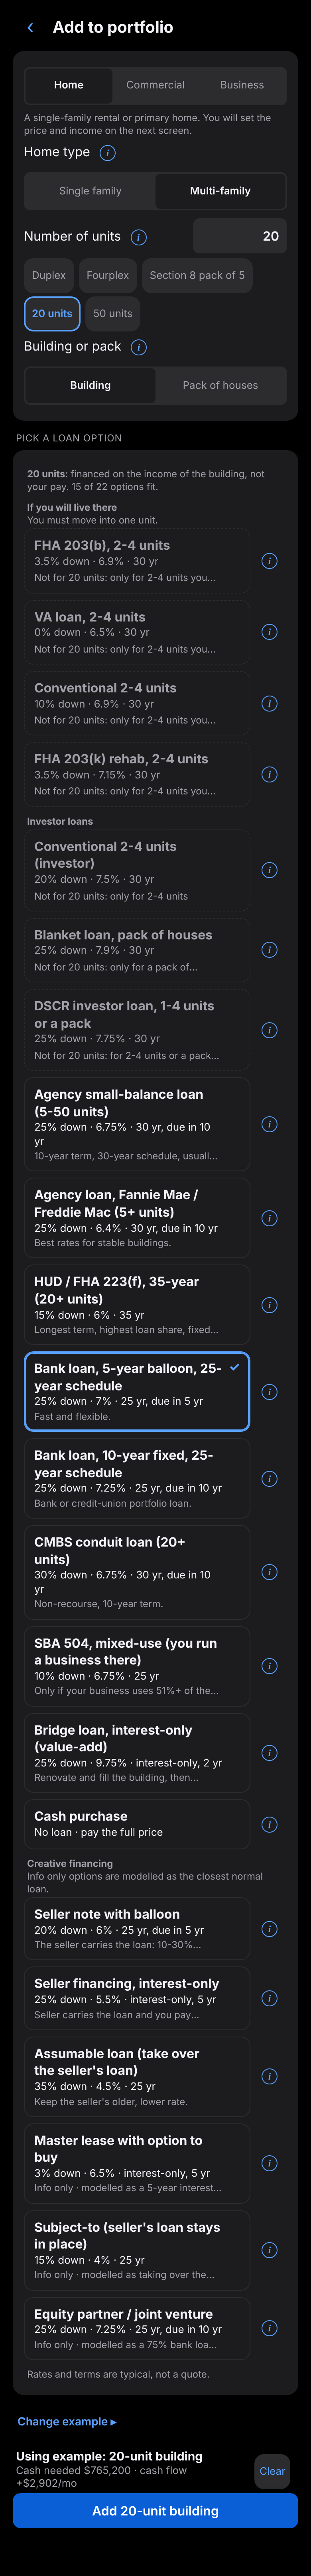 ‹ Add to portfolio
Home Commercial Business
A single-family rental or primary home. You will set the
price and income on the next screen.
Home type i
Single family Multi-family
Number of units i 20
Duplex Fourplex Section 8 pack of 5
20 units 50 units
Building or pack i
Building Pack of houses
PICK A LOAN OPTION
20 units: financed on the income of the building, not
your pay. 15 of 22 options fit.
If you will live there
You must move into one unit.
FHA 203(b), 2-4 units
3.5% down · 6.9% · 30 yr
Not for 20 units: only for 2-4 units you...
i
VA loan, 2-4 units
0% down · 6.5% · 30 yr
Not for 20 units: only for 2-4 units you...
i
Conventional 2-4 units
10% down · 6.9% · 30 yr
Not for 20 units: only for 2-4 units you...
i
FHA 203(k) rehab, 2-4 units
3.5% down · 7.15% · 30 yr
Not for 20 units: only for 2-4 units you...
i
Investor loans
Conventional 2-4 units
(investor)
20% down · 7.5% · 30 yr
Not for 20 units: only for 2-4 units
i
Blanket loan, pack of houses
25% down · 7.9% · 30 yr
Not for 20 units: only for a pack of...
i
DSCR investor loan, 1-4 units
or a pack
25% down · 7.75% · 30 yr
Not for 20 units: for 2-4 units or a pack...
i
Agency small-balance loan
(5-50 units)
25% down · 6.75% · 30 yr, due in 10
yr
10-year term, 30-year schedule, usuall...
i
Agency loan, Fannie Mae /
Freddie Mac (5+ units)
25% down · 6.4% · 30 yr, due in 10 yr
Best rates for stable buildings.
i
HUD / FHA 223(f), 35-year
(20+ units)
15% down · 6% · 35 yr
Longest term, highest loan share, fixed...
i
Bank loan, 5-year balloon, 25- ✓
year schedule
25% down · 7% · 25 yr, due in 5 yr
Fast and flexible.
i
Bank loan, 10-year fixed, 25-
year schedule
25% down · 7.25% · 25 yr, due in 10 yr
Bank or credit-union portfolio loan.
i
CMBS conduit loan (20+
units)
30% down · 6.75% · 30 yr, due in 10
yr
Non-recourse, 10-year term.
i
SBA 504, mixed-use (you run
a business there)
10% down · 6.75% · 25 yr
Only if your business uses 51%+ of the...
i
Bridge loan, interest-only
(value-add)
25% down · 9.75% · interest-only, 2 yr
Renovate and fill the building, then...
i
Cash purchase
No loan · pay the full price
i
Creative financing
Info only options are modelled as the closest normal
loan.
Seller note with balloon
20% down · 6% · 25 yr, due in 5 yr
The seller carries the loan: 10-30%...
i
Seller financing, interest-only
25% down · 5.5% · interest-only, 5 yr
Seller carries the loan and you pay...
i
Assumable loan (take over
the seller's loan)
35% down · 4.5% · 25 yr
Keep the seller's older, lower rate.
i
Master lease with option to
buy
3% down · 6.5% · interest-only, 5 yr
Info only · modelled as a 5-year interest...
i
Subject-to (seller's loan stays
in place)
15% down · 4% · 25 yr
Info only · modelled as taking over the...
i
Equity partner / joint venture
25% down · 7.25% · 25 yr, due in 10 yr
Info only · modelled as a 75% bank loa...
i
Rates and terms are typical, not a quote.
Change example ▸
Using example: 20-unit building
Cash needed $765,200 · cash flow
+$2,902/mo
Clear
Add 20-unit building